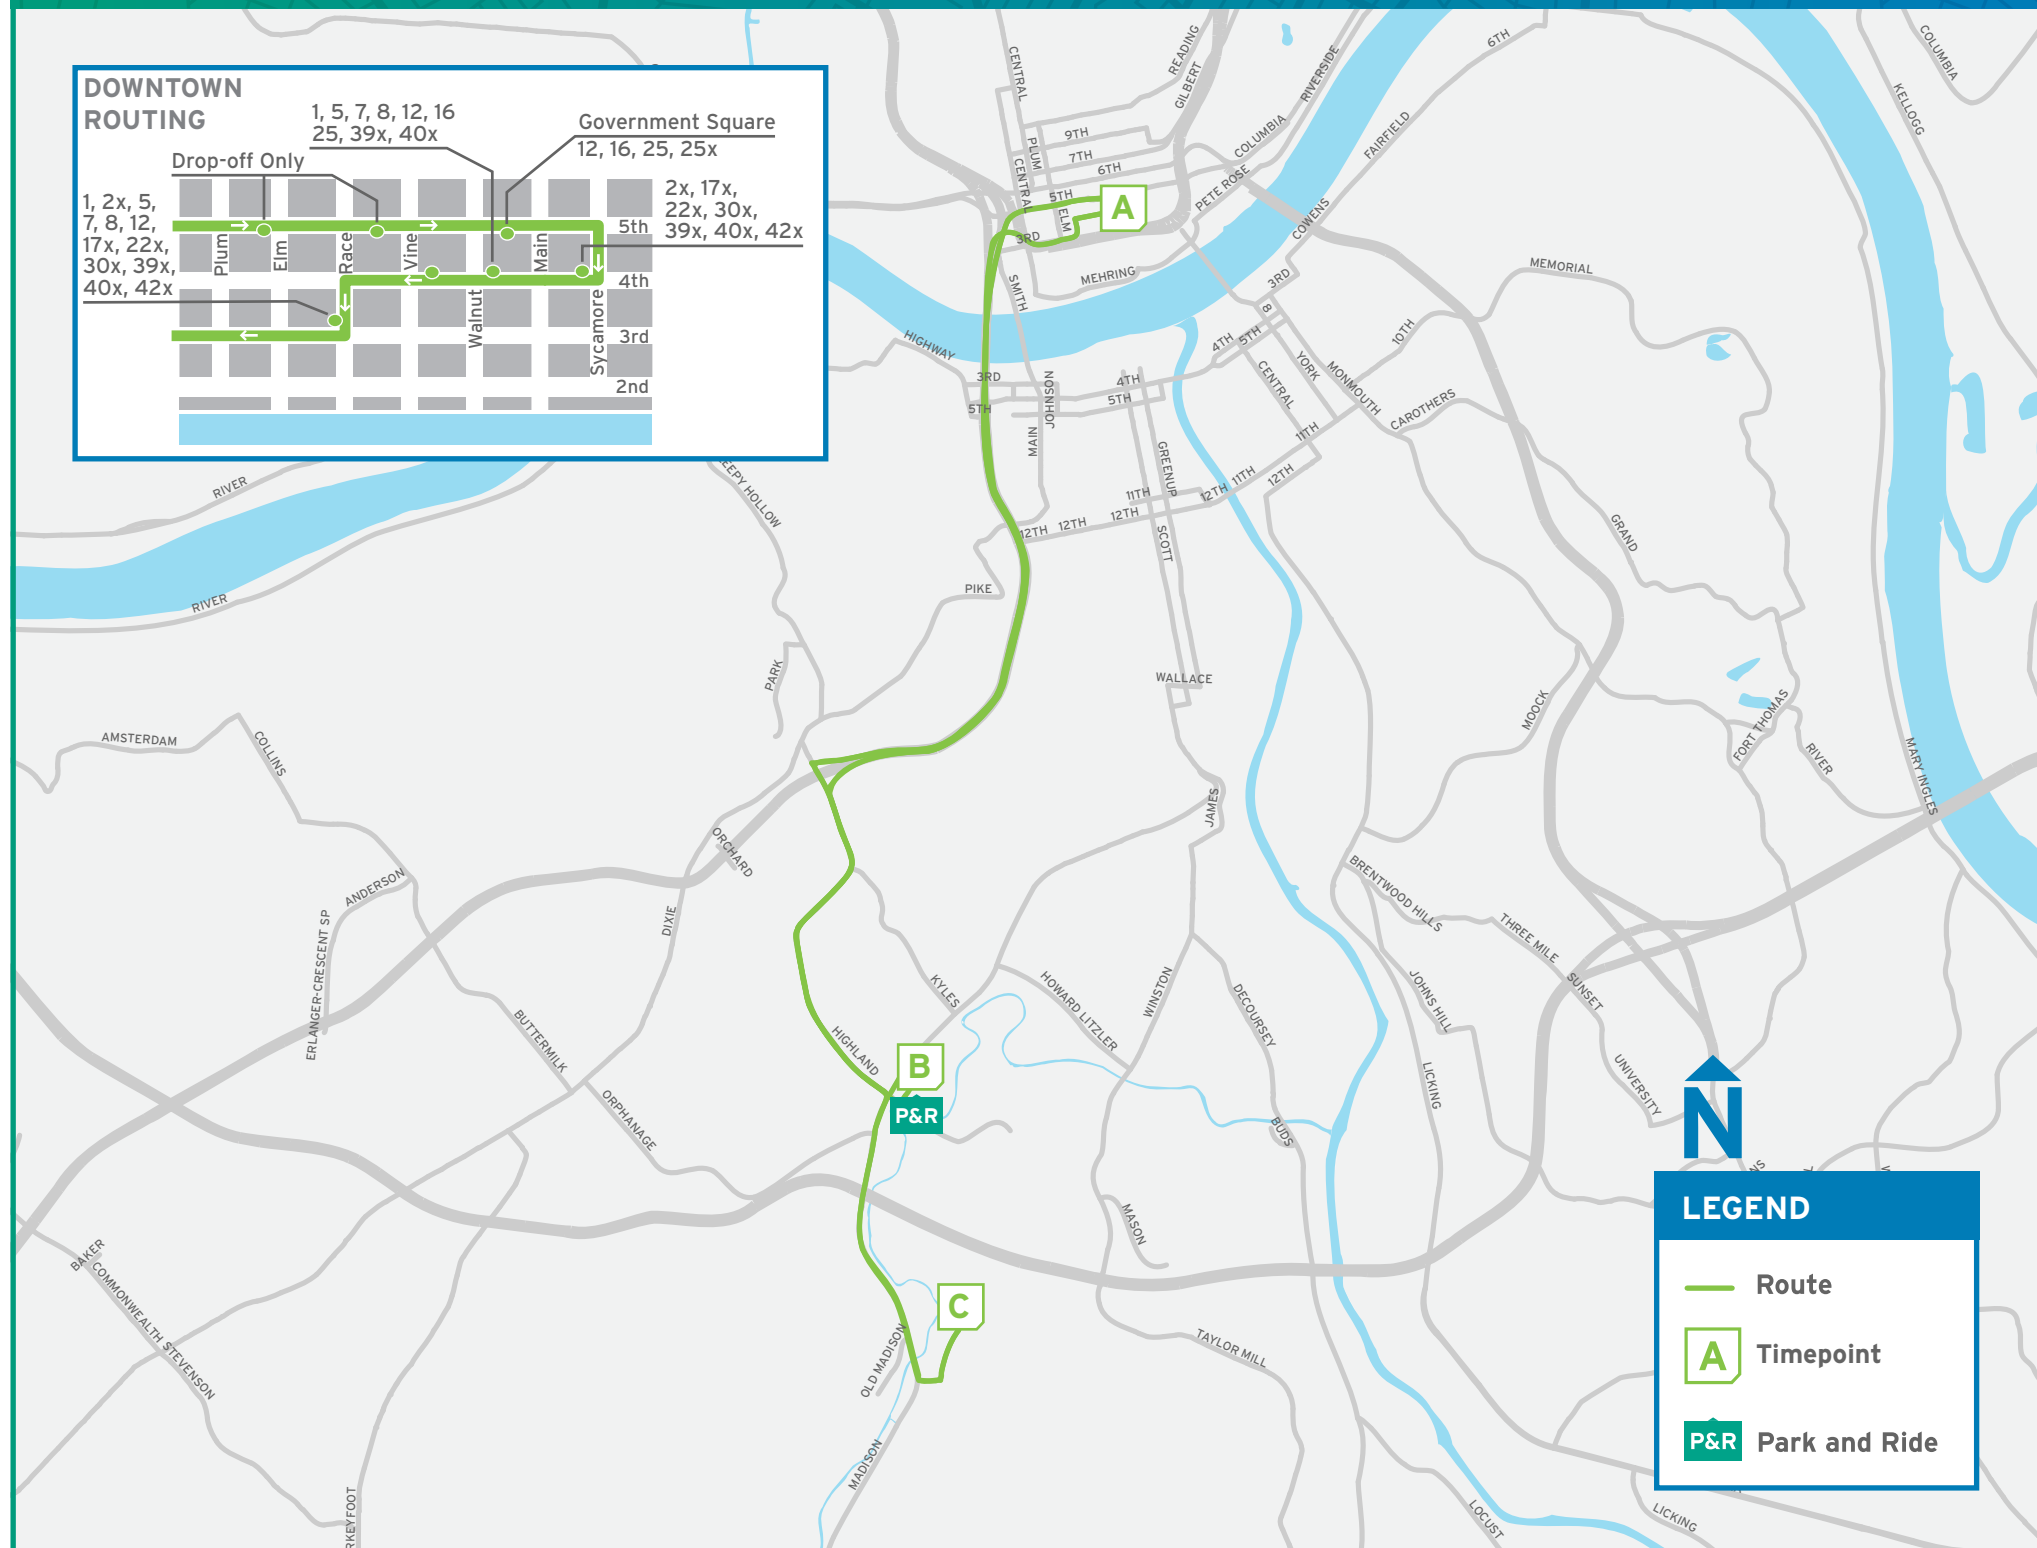 DOWNTOWN
ROUTING
1, 5, 7, 8, 12, 16
25, 39x, 40x
Government Square
12, 16, 25, 25x
Drop-off Only
1, 2x, 5,
7, 8, 12,
17x, 22x,
30x, 39x,
40x, 42x
2x, 17x,
22x, 30x,
39x, 40x, 42x
Plum
Elm
Race
Vine
Walnut
Main
Sycamore
5th
4th
3rd
2nd
CENTRAL
READING
GILBERT
RIVERSIDE
6TH
COLUMBIA
KELLOGG
9TH
PLUM
7TH
6TH
CENTRAL
5TH
ELM
A
3RD
COLUMBIA
PETE ROSE
FAIRFIELD
COWENS
MEHRING
SMITH
3RD
8
MEMORIAL
10TH
HIGHWAY
4TH
5TH
YORK
CENTRAL
MONMOUTH
CAROTHERS
3RD
5TH
JOHNSON
MAIN
4TH
5TH
GREENUP
11TH
11TH
12TH
12TH
11TH
12TH
12TH
12TH
SCOTT
GRAND
RIVER
RIVER
PIKE
PARK
WALLACE
MOOCK
FORT THOMAS
RIVER
MARY INGLES
AMSTERDAM
COLLINS
JAMES
ORCHARD
ANDERSON
ERLANGER-CRESCENT SP
DIXIE
BRENTWOOD HILLS
THREE MILE
SUNSET
JOHNS HILL
KYLES
HOWARD LITZLER
WINSTON
DECOURSEY
BUTTERMILK
HIGHLAND
B
P&R
ORPHANAGE
LICKING
UNIVERSITY
BUDS
N
MASON
BAKER
COMMONWEALTH STEVENSON
C
OLD MADISON
TAYLOR MILL
MADISON
LOCUST
LICKING
LEGEND
Route
A Timepoint
P&R Park and Ride